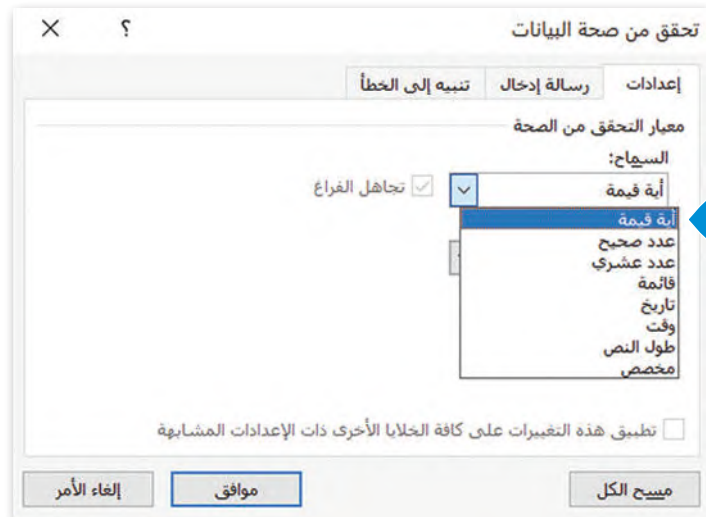 تحقق من صحة البيانات ؟ ×
إعدادات رسالة إدخال تنبيه إلى الخطأ
معيار التحقق من الصحة
السماح:
أية قيمة تجاهل الفراغ
أية قيمة
عدد صحيح
عدد عشري
قائمة
تاريخ
وقت
طول النص
مخصص
تطبيق هذه التغييرات على كافة الخلايا الأخرى ذات الإعدادات المشابهة
مسح الكل موافق إلغاء الأمر